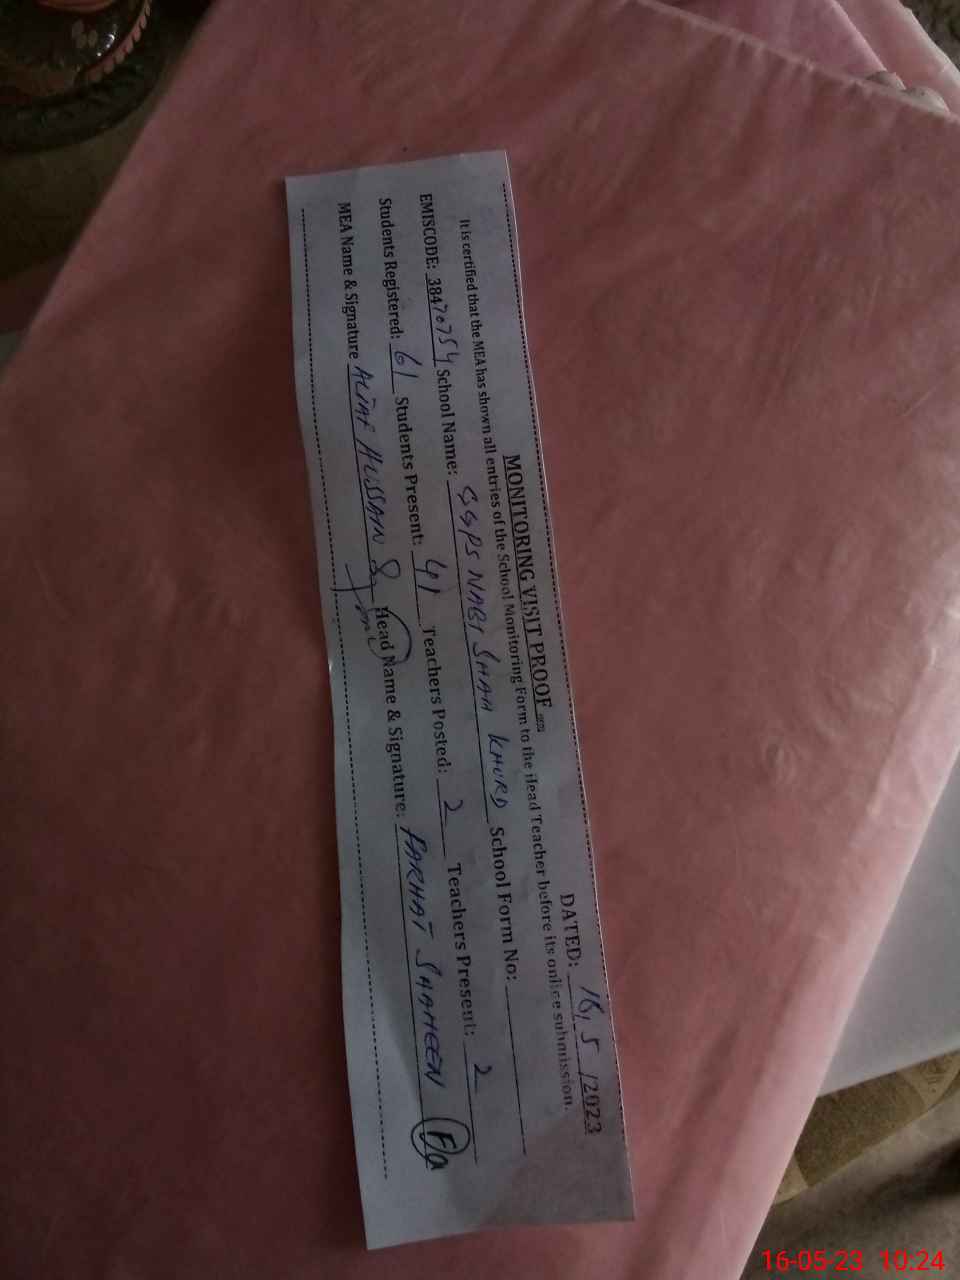 MONITORING VISIT PROOF
DATED: 16, 5 /2023
It is certified that the MEA has shown all entries of the School Monitoring Form to the Head Teacher before its online submission.
EMISCODE: 38470754 School Name: GGPS NABI SHAH KHURD School Form No:
Students Registered: 61 Students Present: 41 Teachers Posted: 2 Teachers Present: 2
MEA Name & Signature HUSSAIN Head Name & Signature: FARHAT SHAHEEN
16-05-23 10:24